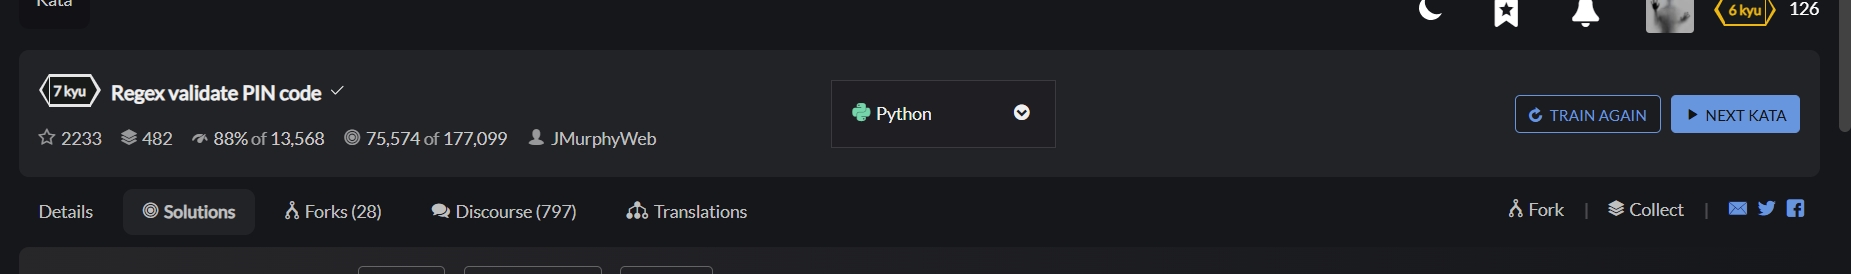 Kata
6 kyu 126
7 kyu Regex validate PIN code
Python
TRAIN AGAIN NEXT KATA
2233 482 88% of 13,568 75,574 of 177,099 JMurphyWeb
Details Solutions Forks (28) Discourse (797) Translations
Fork | Collect |